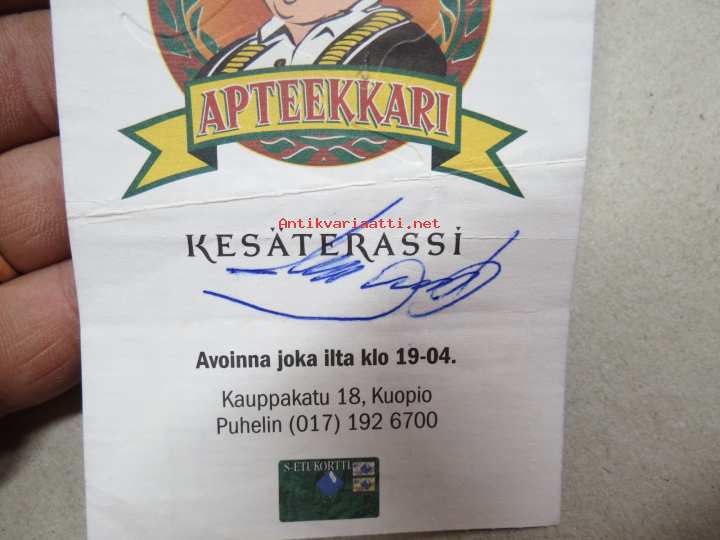 APTEEKKARI
Antikvariaatti.net
KESÄTERASSI
Avoinna joka ilta klo 19-04.
Kauppakatu 18, Kuopio
Puhelin (017) 192 6700
S-ETUKORTTI